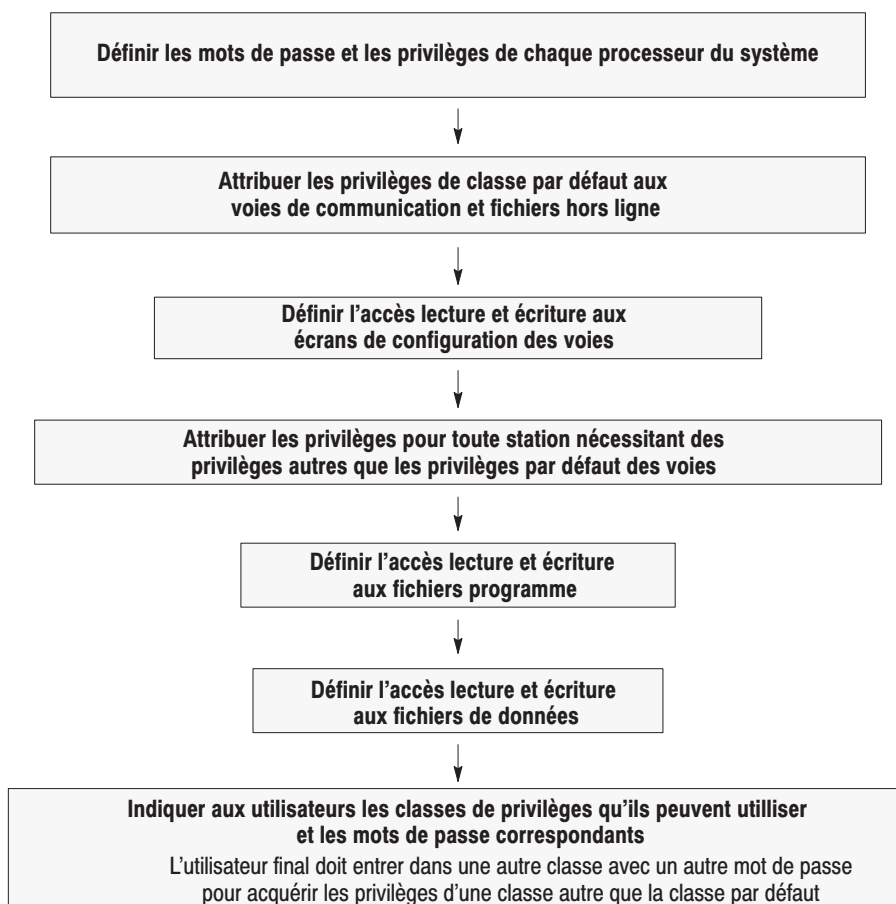 Définir les mots de passe et les privilèges de chaque processeur du système
Attribuer les privilèges de classe par défaut aux
voies de communication et fichiers hors ligne
Définir l'accès lecture et écriture aux
écrans de configuration des voies
Attribuer les privilèges pour toute station nécessitant des
privilèges autres que les privilèges par défaut des voies
Définir l'accès lecture et écriture
aux fichiers programme
Définir l'accès lecture et écriture
aux fichiers de données
Indiquer aux utilisateurs les classes de privilèges qu'ils peuvent utilliser
et les mots de passe correspondants
L'utilisateur final doit entrer dans une autre classe avec un autre mot de passe
pour acquérir les privilèges d'une classe autre que la classe par défaut